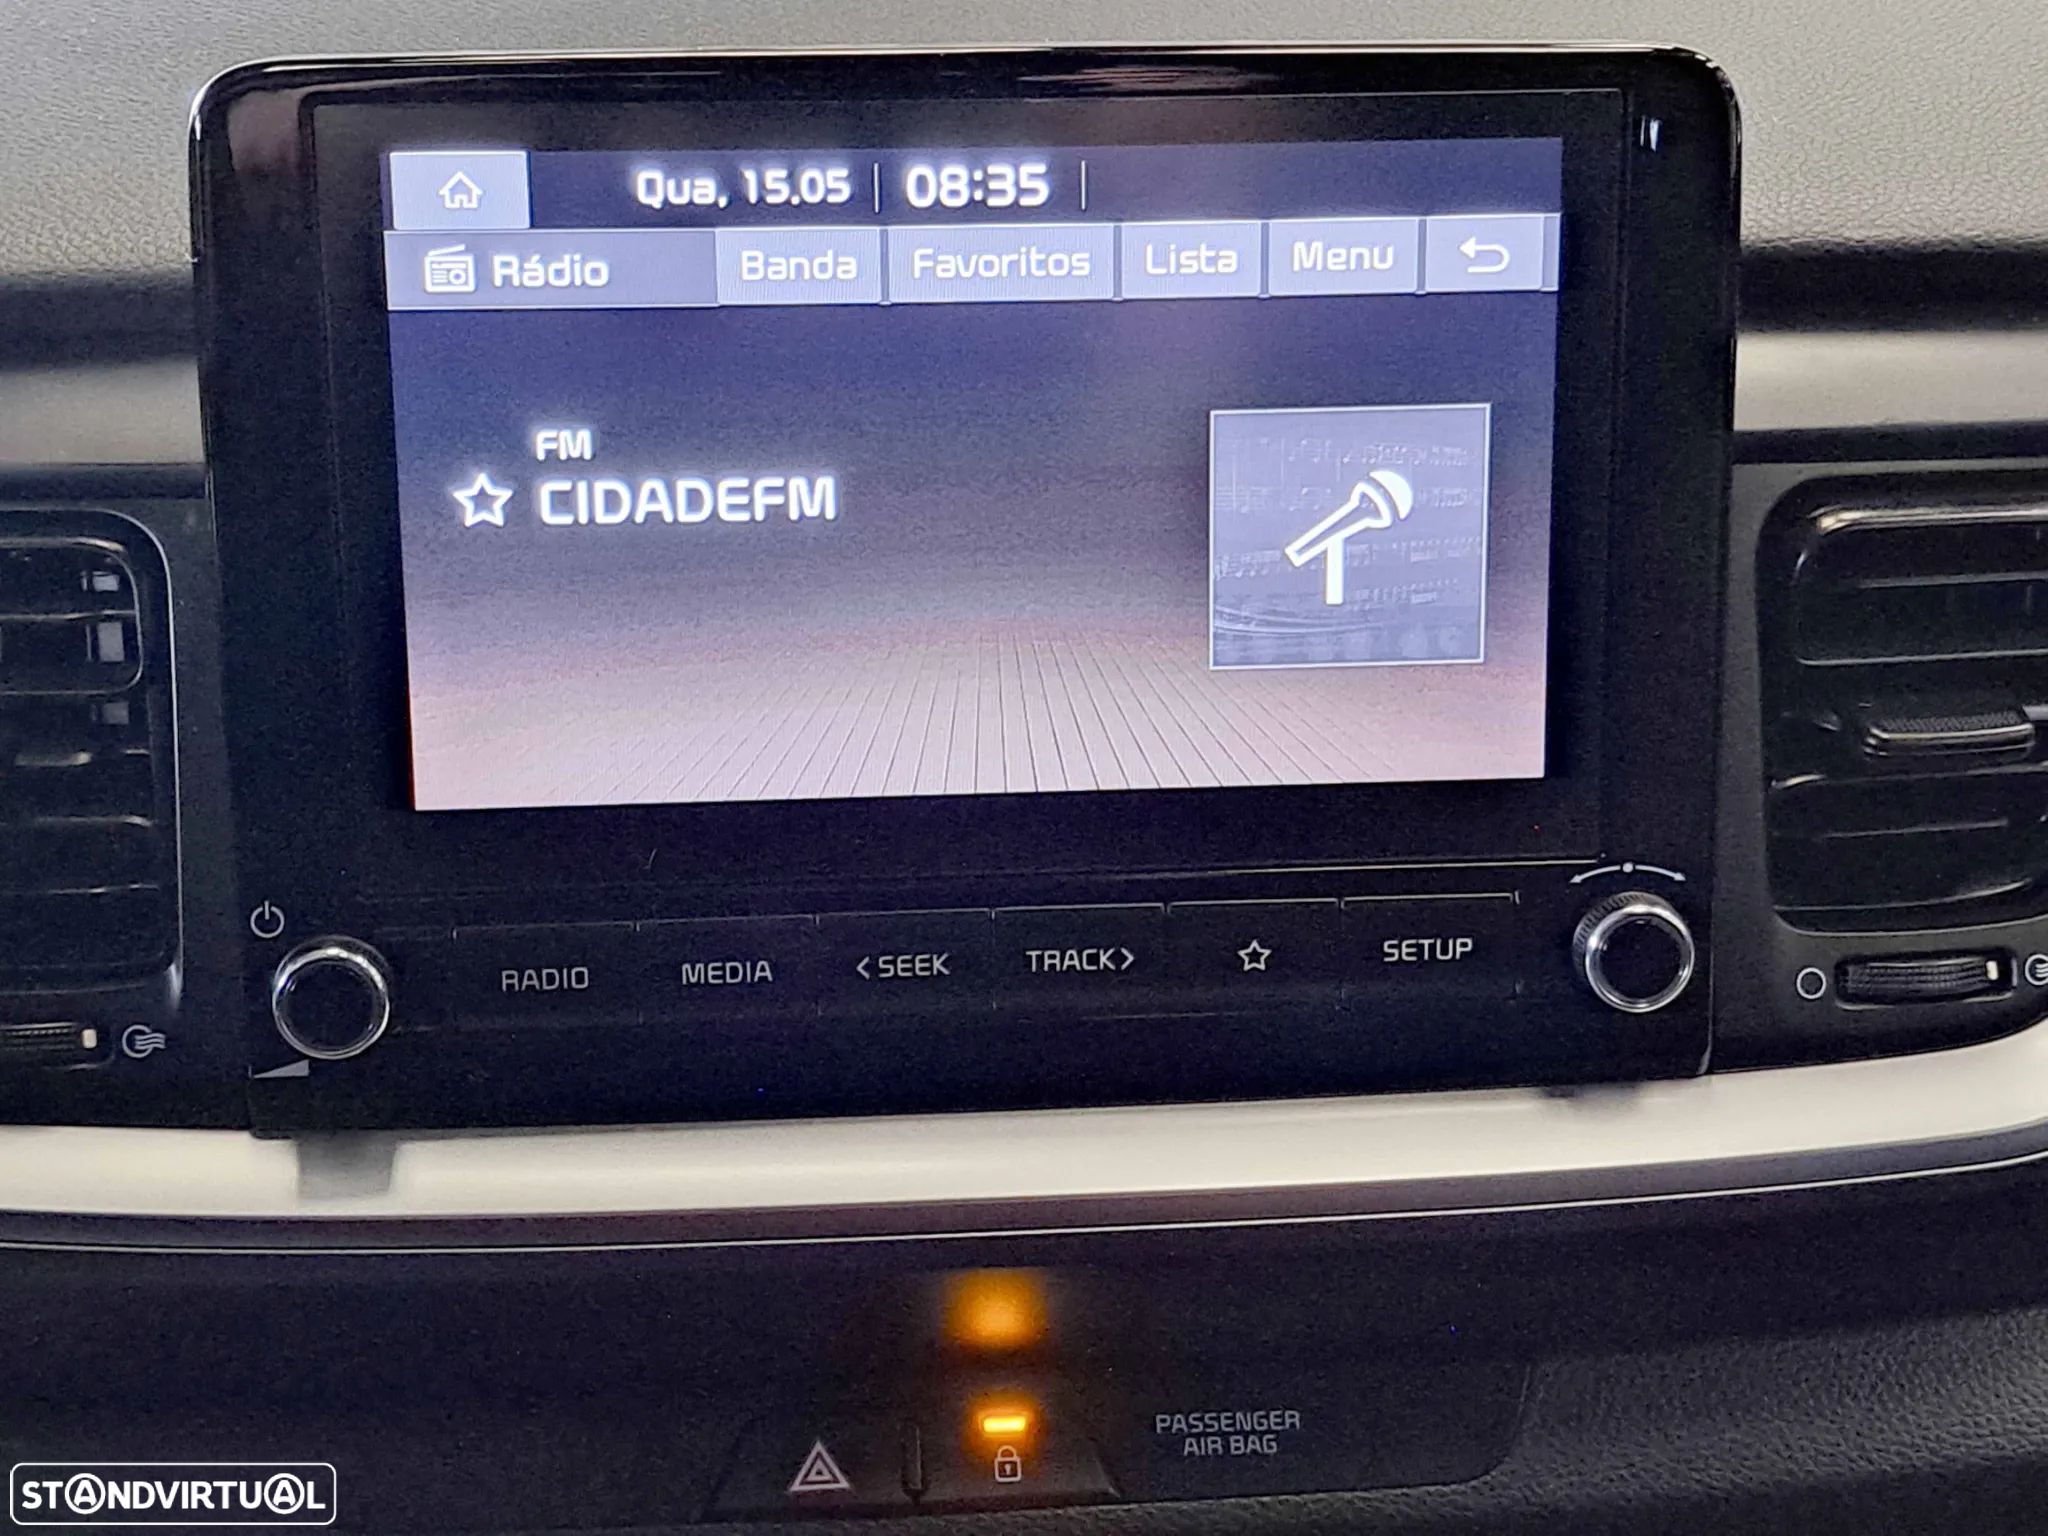 Qua, 15.05 | 08:35 |
Rádio Banda Favoritos Lista Menu
FM
CIDADEFM
RADIO MEDIA <SEEK TRACK> SETUP
PASSENGER
AIR BAG
STANDVIRTUAL